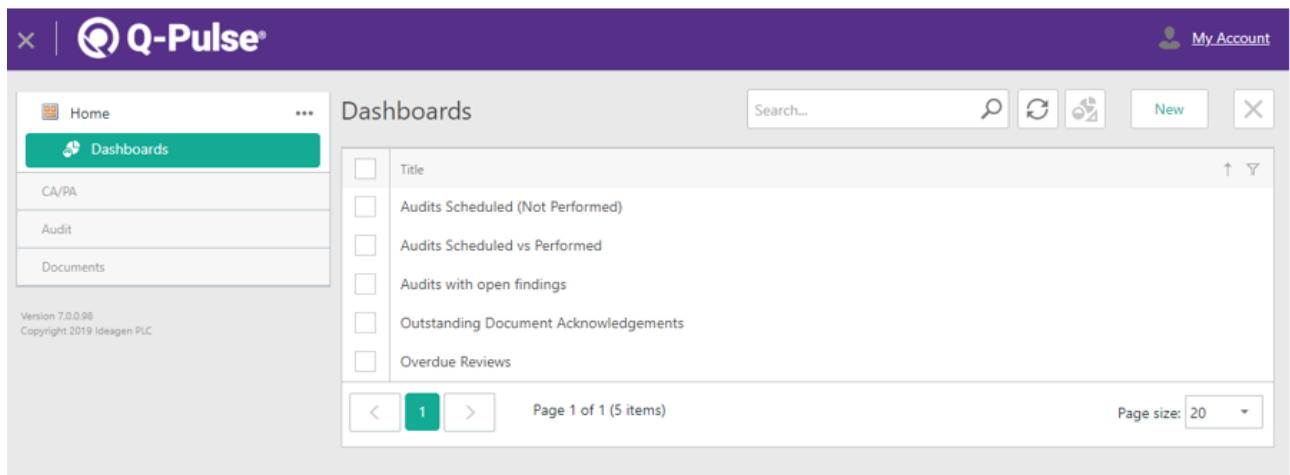 Q-Pulse®
My Account
Home
Dashboards
CA/PA
Audit
Documents
Version 7.0.0.98
Copyright 2019 Ideagen PLC
Dashboards
Search...
New
Title
Audits Scheduled (Not Performed)
Audits Scheduled vs Performed
Audits with open findings
Outstanding Document Acknowledgements
Overdue Reviews
1
Page 1 of 1 (5 items)
Page size: 20